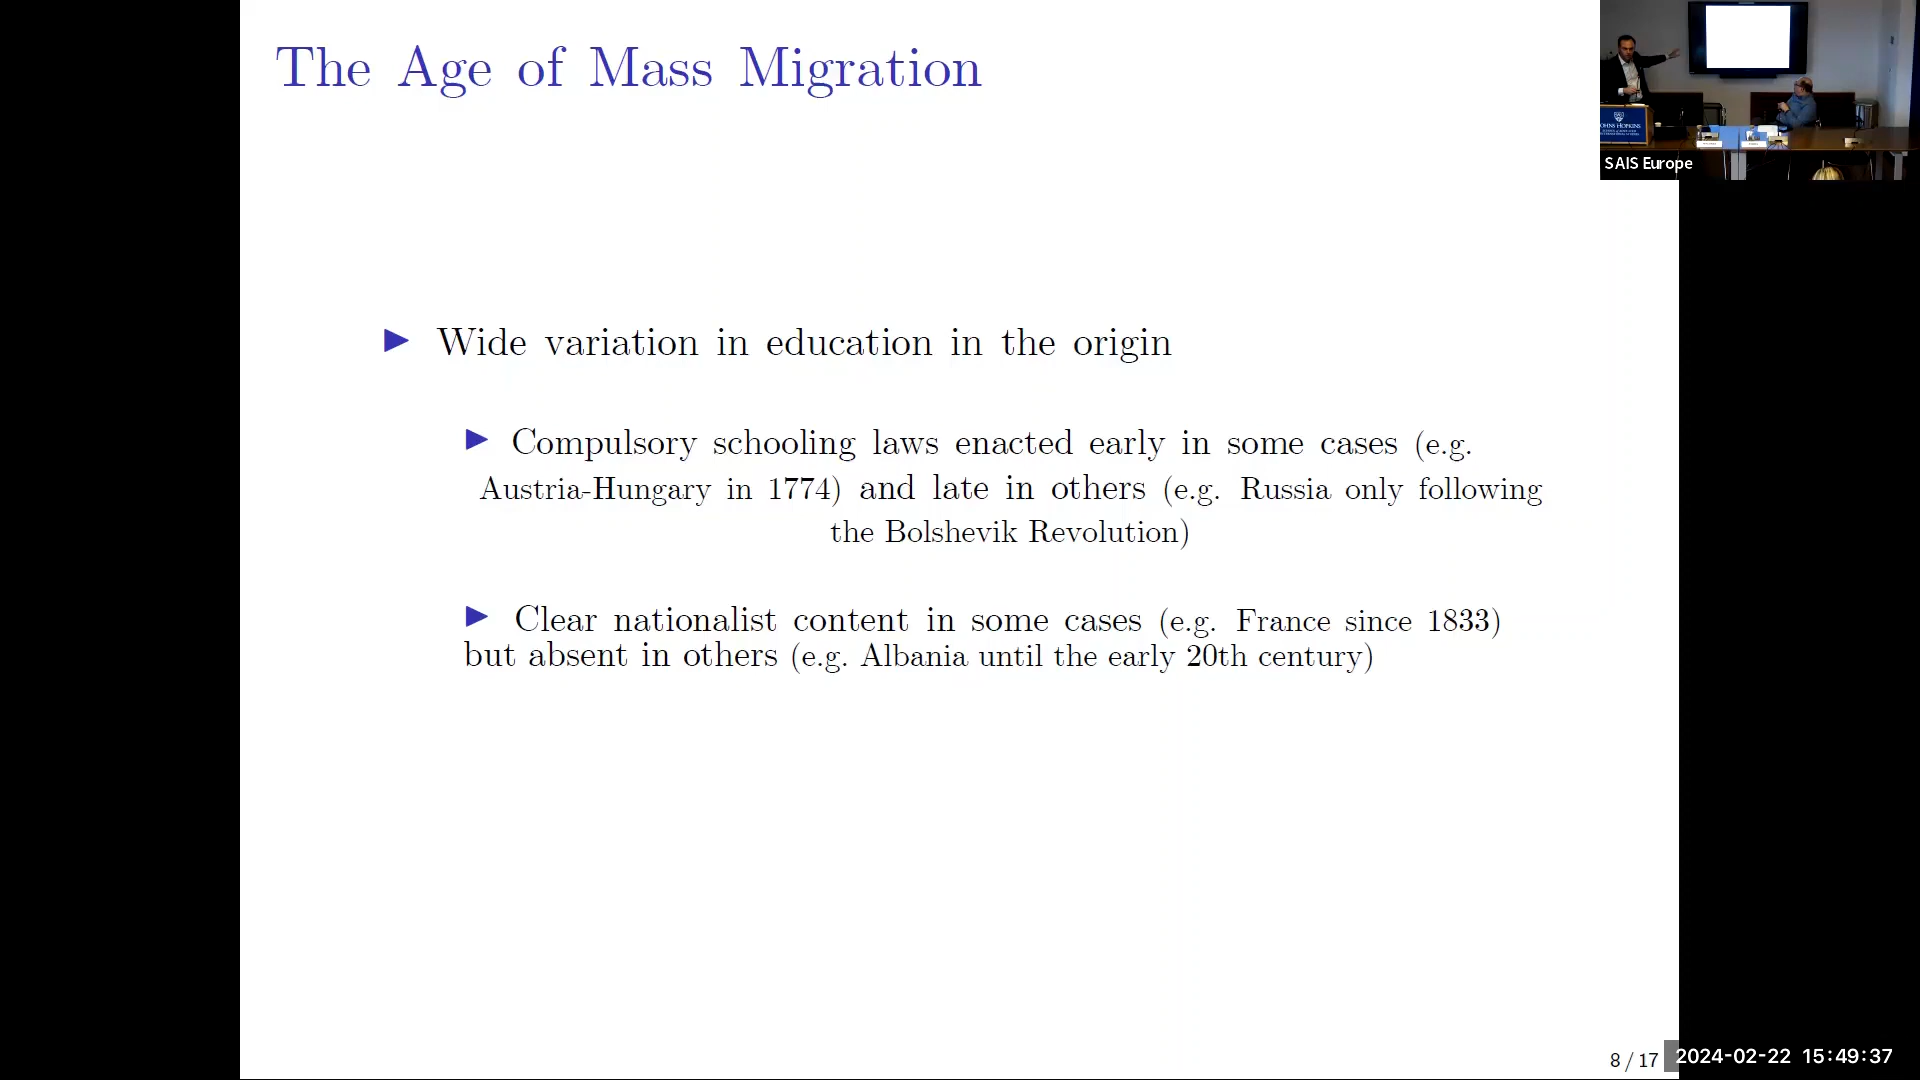 The Age of Mass Migration
Wide variation in education in the origin
Compulsory schooling laws enacted early in some cases (e.g.
Austria-Hungary in 1774) and late in others (e.g. Russia only following
the Bolshevik Revolution)
Clear nationalist content in some cases (e.g. France since 1833)
but absent in others (e.g. Albania until the early 20th century)
8 / 17
JOHNS HOPKINS
SAIS Europe
2024-02-22 15:49:37